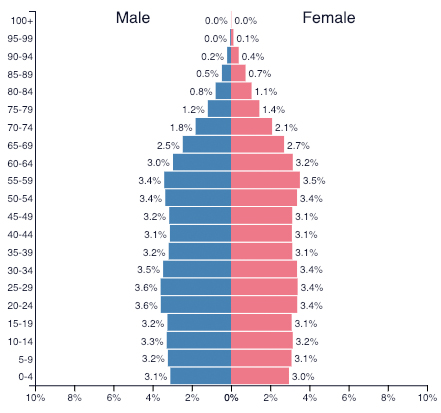 Male Female
100+ 0.0% 0.0%
95-99 0.0% 0.1%
90-94 0.2% 0.4%
85-89 0.5% 0.7%
80-84 0.8% 1.1%
75-79 1.2% 1.4%
70-74 1.8% 2.1%
65-69 2.5% 2.7%
60-64 3.0% 3.2%
55-59 3.4% 3.5%
50-54 3.4% 3.4%
45-49 3.2% 3.1%
40-44 3.1% 3.1%
35-39 3.2% 3.1%
30-34 3.5% 3.4%
25-29 3.6% 3.4%
20-24 3.6% 3.4%
15-19 3.2% 3.1%
10-14 3.3% 3.2%
5-9 3.2% 3.1%
0-4 3.1% 3.0%
10% 8% 6% 4% 2% 0% 2% 4% 6% 8% 10%